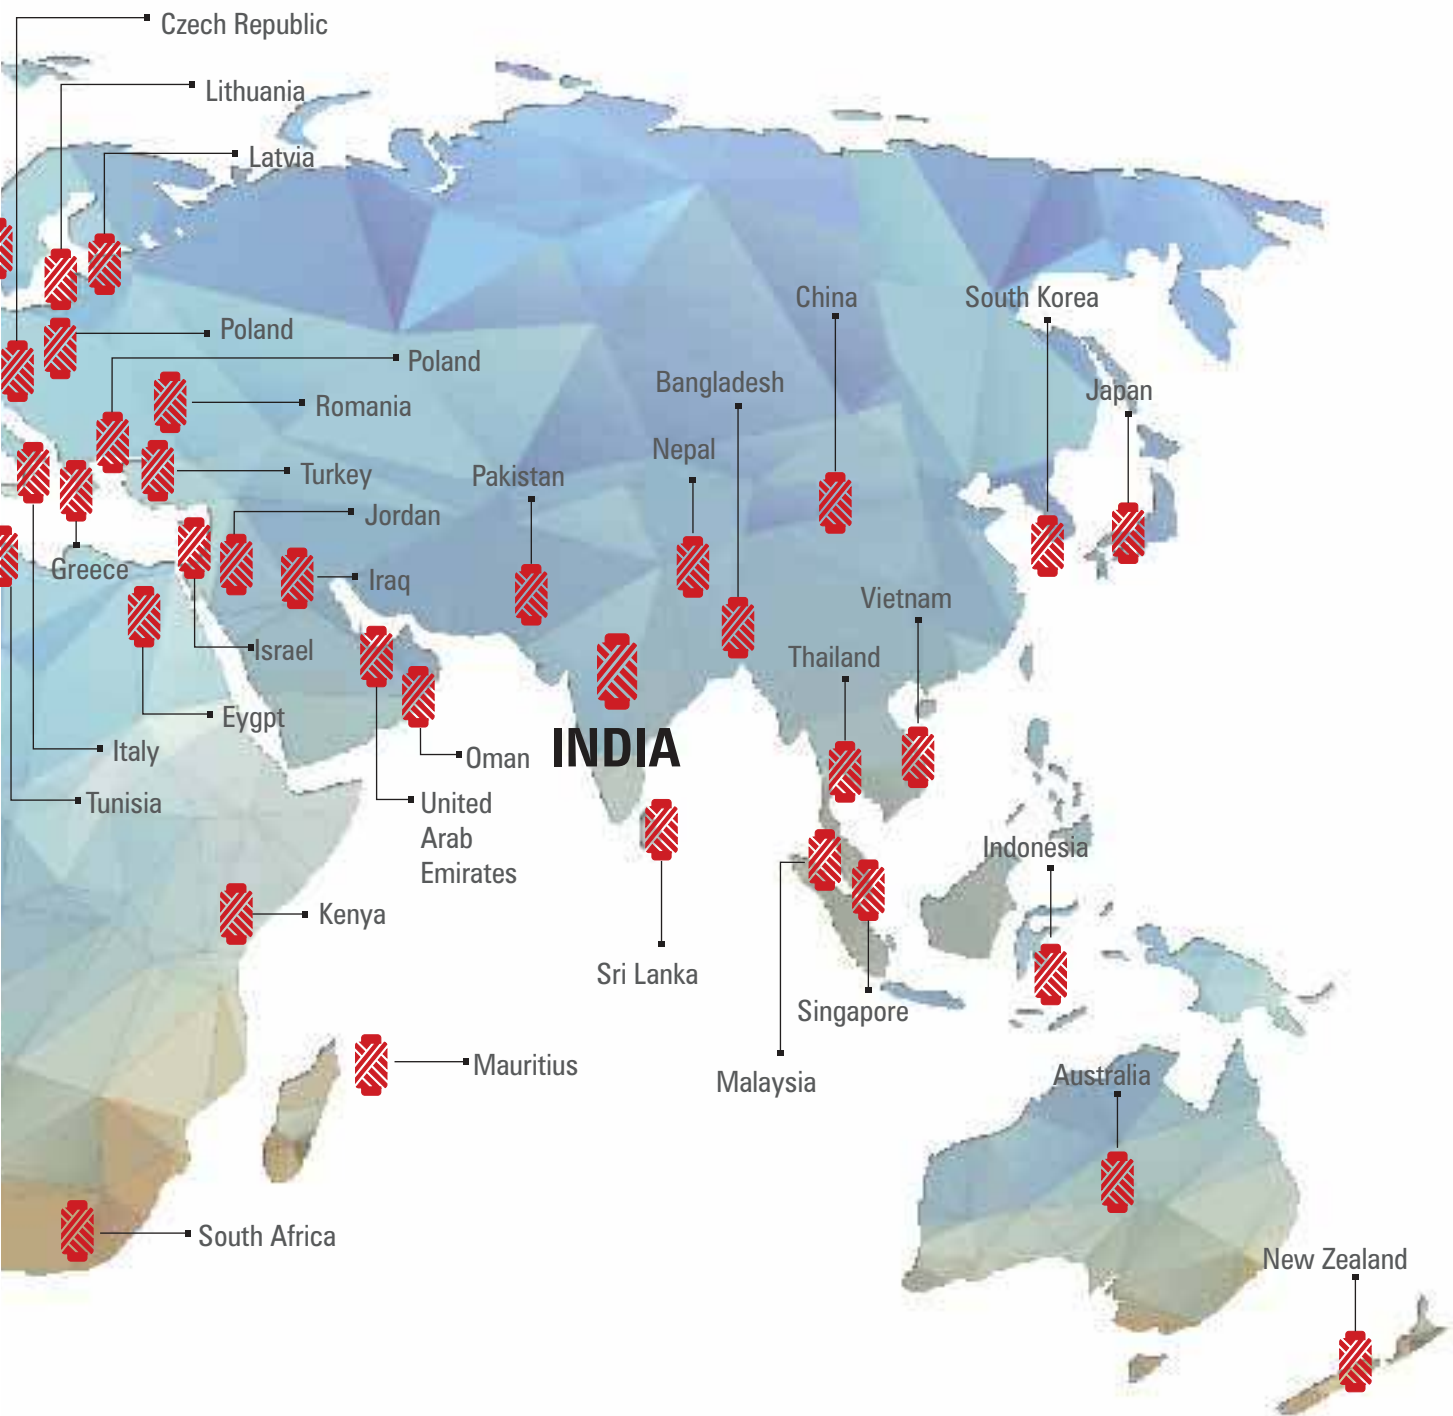 Czech Republic
Lithuania
Latvia
Poland
Poland
Romania
Turkey
Jordan
Greece
Iraq
Israel
Eygpt
Italy
Tunisia
Oman
United
Arab
Emirates
Kenya
Mauritius
South Africa
Pakistan
INDIA
Nepal
Bangladesh
China
South Korea
Japan
Vietnam
Thailand
Sri Lanka
Indonesia
Singapore
Malaysia
Australia
New Zealand